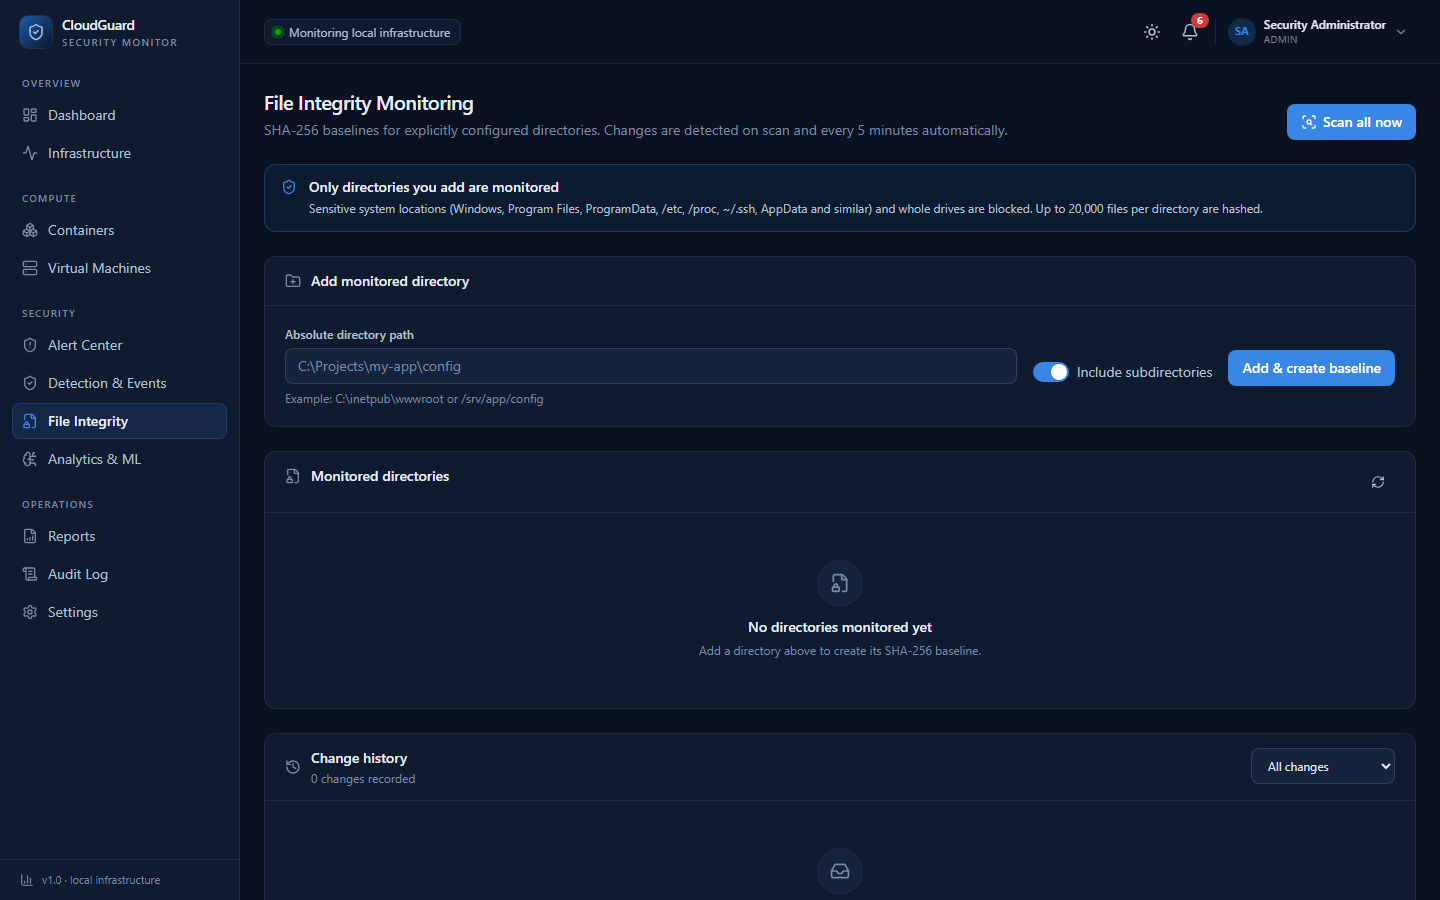 CloudGuard
SECURITY MONITOR
OVERVIEW
Dashboard
Infrastructure
COMPUTE
Containers
Virtual Machines
SECURITY
Alert Center
Detection & Events
File Integrity
Analytics & ML
OPERATIONS
Reports
Audit Log
Settings
v1.0 · local infrastructure
Monitoring local infrastructure
6
SA
Security Administrator
ADMIN
File Integrity Monitoring
SHA-256 baselines for explicitly configured directories. Changes are detected on scan and every 5 minutes automatically.
Scan all now
Only directories you add are monitored
Sensitive system locations (Windows, Program Files, ProgramData, /etc, /proc, ~/.ssh, AppData and similar) and whole drives are blocked. Up to 20,000 files per directory are hashed.
Add monitored directory
Absolute directory path
C:\Projects\my-app\config
Include subdirectories
Add & create baseline
Example: C:\inetpub\wwwroot or /srv/app/config
Monitored directories
No directories monitored yet
Add a directory above to create its SHA-256 baseline.
Change history
0 changes recorded
All changes